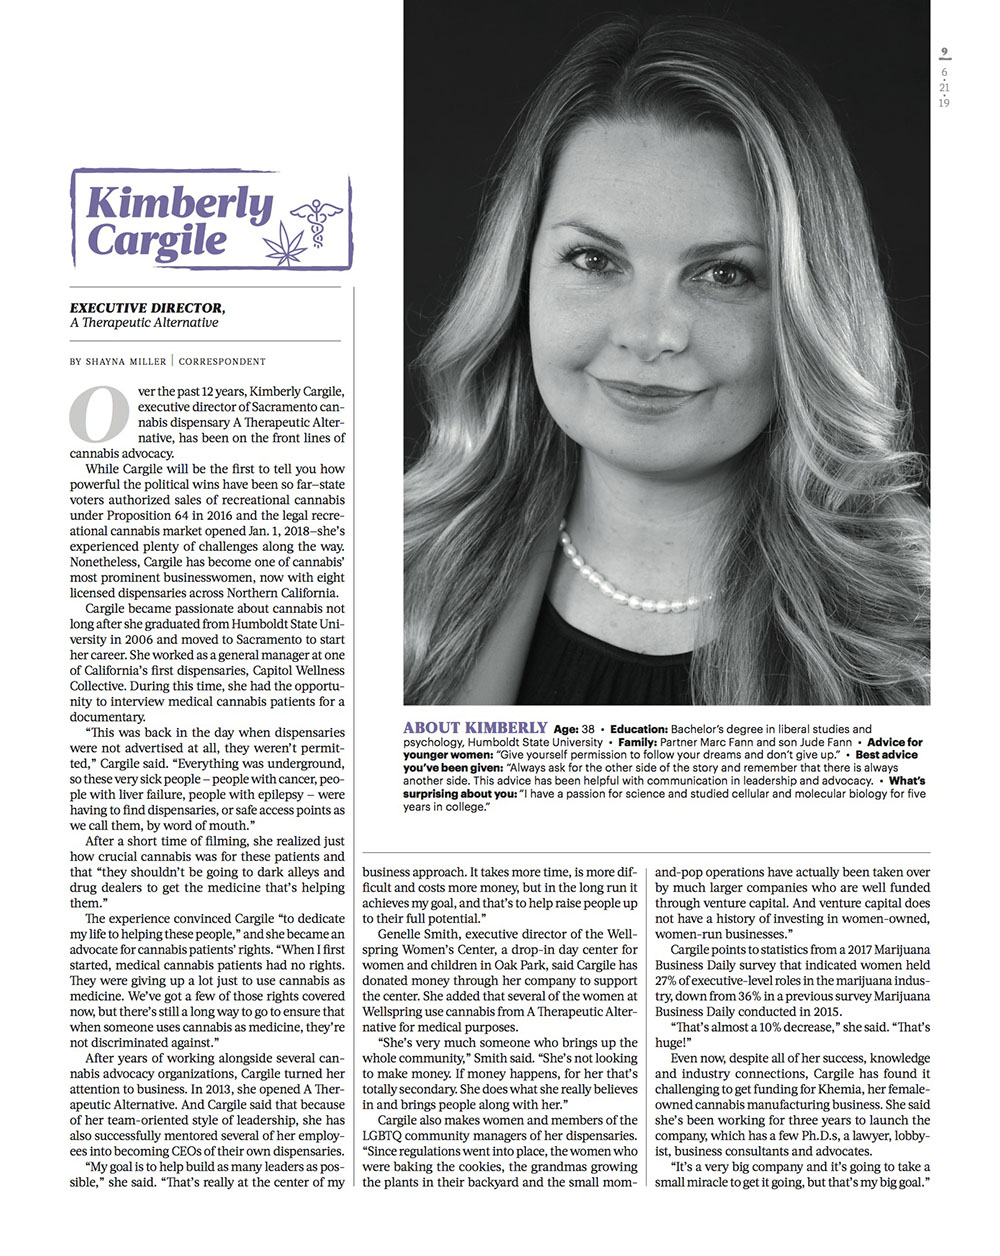 9
6
21
19
Kimberly
Cargile
EXECUTIVE DIRECTOR,
A Therapeutic Alternative
BY SHAYNA MILLER | CORRESPONDENT
Over the past 12 years, Kimberly Cargile,
executive director of Sacramento can-
nabis dispensary A Therapeutic Alter-
native, has been on the front lines of
cannabis advocacy.
While Cargile will be the first to tell you how
powerful the political wins have been so far—state
voters authorized sales of recreational cannabis
under Proposition 64 in 2016 and the legal recre-
ational cannabis market opened Jan. 1, 2018—she's
experienced plenty of challenges along the way.
Nonetheless, Cargile has become one of cannabis'
most prominent businesswomen, now with eight
licensed dispensaries across Northern California.
Cargile became passionate about cannabis not
long after she graduated from Humboldt State Uni-
versity in 2006 and moved to Sacramento to start
her career. She worked as a general manager at one
of California's first dispensaries, Capitol Wellness
Collective. During this time, she had the opportu-
nity to interview medical cannabis patients for a
documentary.
"This was back in the day when dispensaries
were not advertised at all, they weren't permit-
ted," Cargile said. "Everything was underground,
so these very sick people – people with cancer, peo-
ple with liver failure, people with epilepsy – were
having to find dispensaries, or safe access points as
we call them, by word of mouth."
After a short time of filming, she realized just
how crucial cannabis was for these patients and
that "they shouldn't be going to dark alleys and
drug dealers to get the medicine that's helping
them."
The experience convinced Cargile "to dedicate
my life to helping these people," and she became an
advocate for cannabis patients' rights. "When I first
started, medical cannabis patients had no rights.
They were giving up a lot just to use cannabis as
medicine. We've got a few of those rights covered
now, but there's still a long way to go to ensure that
when someone uses cannabis as medicine, they're
not discriminated against."
After years of working alongside several can-
nabis advocacy organizations, Cargile turned her
attention to business. In 2013, she opened A Ther-
apeutic Alternative. And Cargile said that because
of her team-oriented style of leadership, she has
also successfully mentored several of her employ-
ees into becoming CEOs of their own dispensaries.
"My goal is to help build as many leaders as pos-
sible," she said. "That's really at the center of my
ABOUT KIMBERLY Age: 38 • Education: Bachelor's degree in liberal studies and
psychology, Humboldt State University • Family: Partner Marc Fann and son Jude Fann • Advice for
younger women: "Give yourself permission to follow your dreams and don't give up." • Best advice
you've been given: "Always ask for the other side of the story and remember that there is always
another side. This advice has been helpful with communication in leadership and advocacy. • What's
surprising about you: "I have a passion for science and studied cellular and molecular biology for five
years in college."
business approach. It takes more time, is more dif-
ficult and costs more money, but in the long run it
achieves my goal, and that's to help raise people up
to their full potential."
Genelle Smith, executive director of the Well-
spring Women's Center, a drop-in day center for
women and children in Oak Park, said Cargile has
donated money through her company to support
the center. She added that several of the women at
Wellspring use cannabis from A Therapeutic Alter-
native for medical purposes.
"She's very much someone who brings up the
whole community," Smith said. "She's not looking
to make money. If money happens, for her that's
totally secondary. She does what she really believes
in and brings people along with her."
Cargile also makes women and members of the
LGBTQ community managers of her dispensaries.
"Since regulations went into place, the women who
were baking the cookies, the grandmas growing
the plants in their backyard and the small mom-
and-pop operations have actually been taken over
by much larger companies who are well funded
through venture capital. And venture capital does
not have a history of investing in women-owned,
women-run businesses."
Cargile points to statistics from a 2017 Marijuana
Business Daily survey that indicated women held
27% of executive-level roles in the marijuana indus-
try, down from 36% in a previous survey Marijuana
Business Daily conducted in 2015.
"That's almost a 10% decrease," she said. "That's
huge!"
Even now, despite all of her success, knowledge
and industry connections, Cargile has found it
challenging to get funding for Khemia, her female-
owned cannabis manufacturing business. She said
she's been working for three years to launch the
company, which has a few Ph.D.s, a lawyer, lobby-
ist, business consultants and advocates.
"It's a very big company and it's going to take a
small miracle to get it going, but that's my big goal."